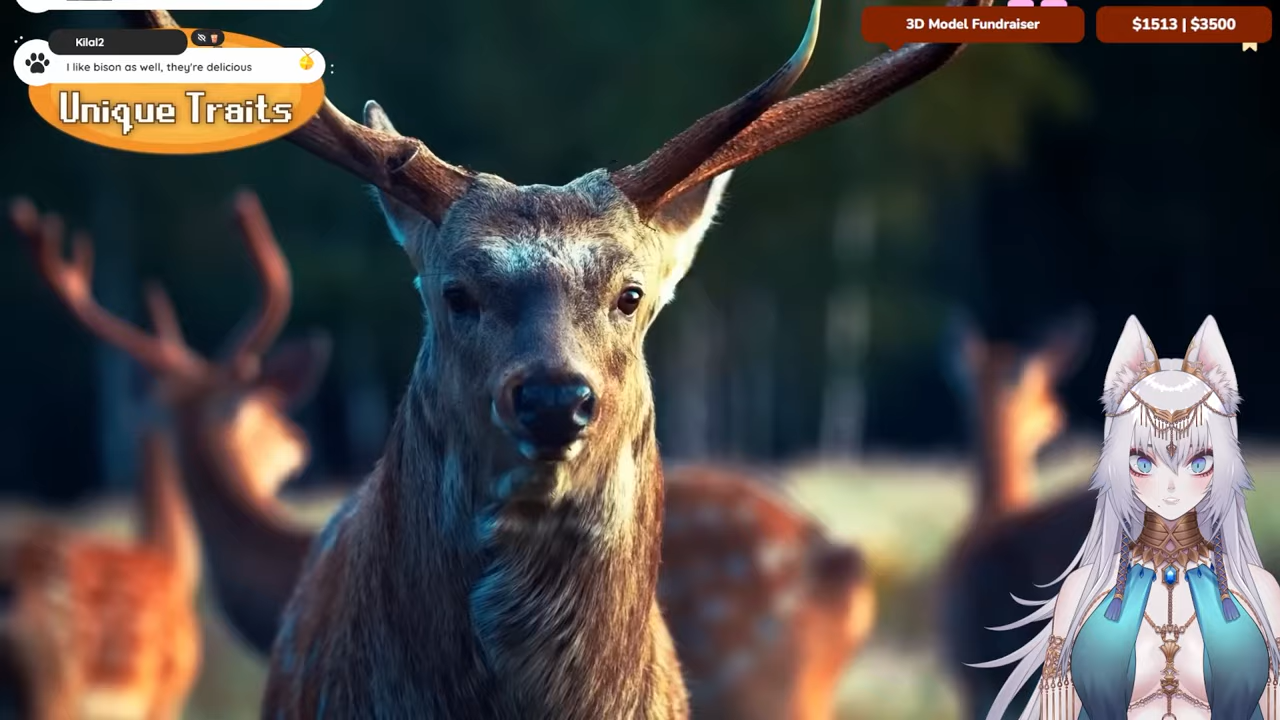 Kilal2
I like bison as well, they're delicious
Unique Traits
3D Model Fundraiser
$1513 | $3500